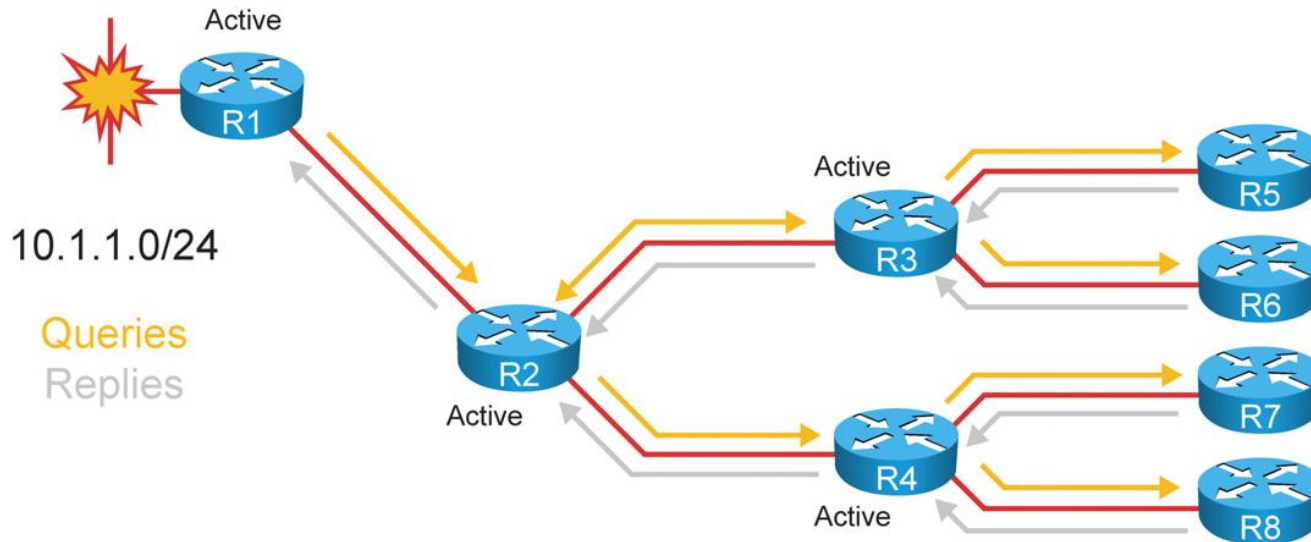 Active
R1
10.1.1.0/24
Queries
Replies
R2
Active
Active
R3
R4
Active
R5
R6
R7
R8